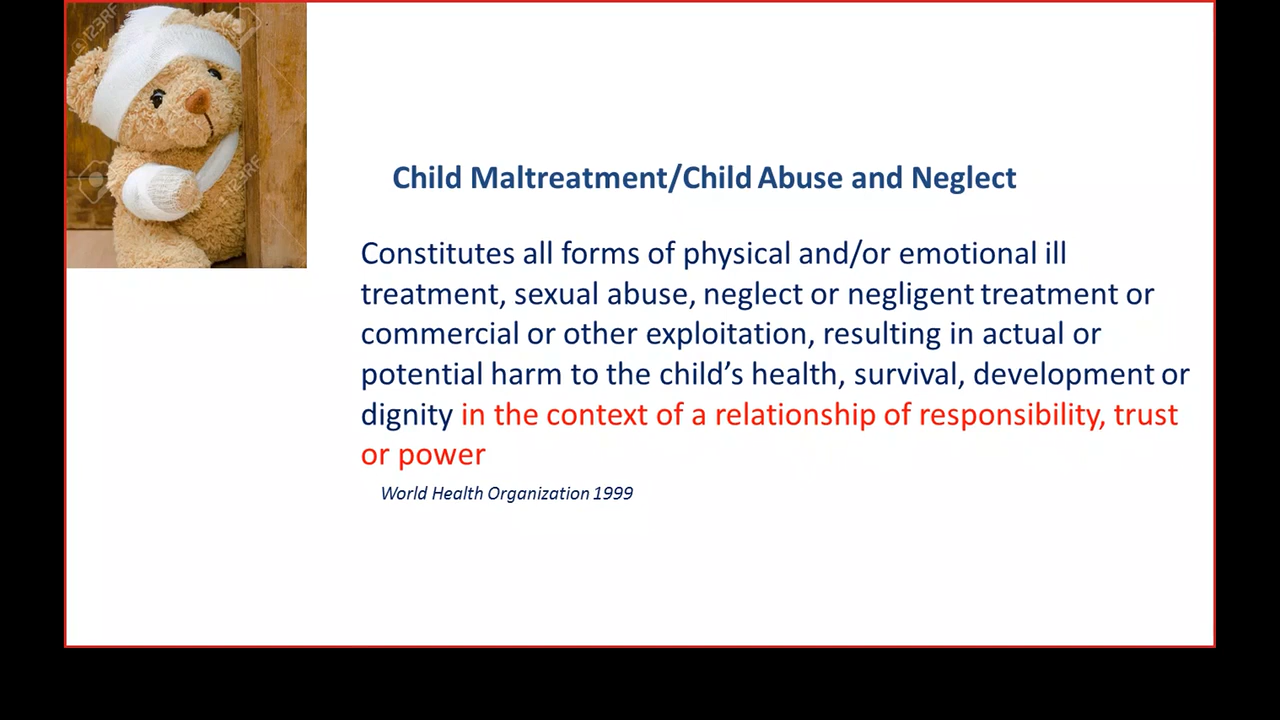 123RF
Child Maltreatment/Child Abuse and Neglect
Constitutes all forms of physical and/or emotional ill
treatment, sexual abuse, neglect or negligent treatment or
commercial or other exploitation, resulting in actual or
potential harm to the child’s health, survival, development or
dignity in the context of a relationship of responsibility, trust
or power
World Health Organization 1999
123RF